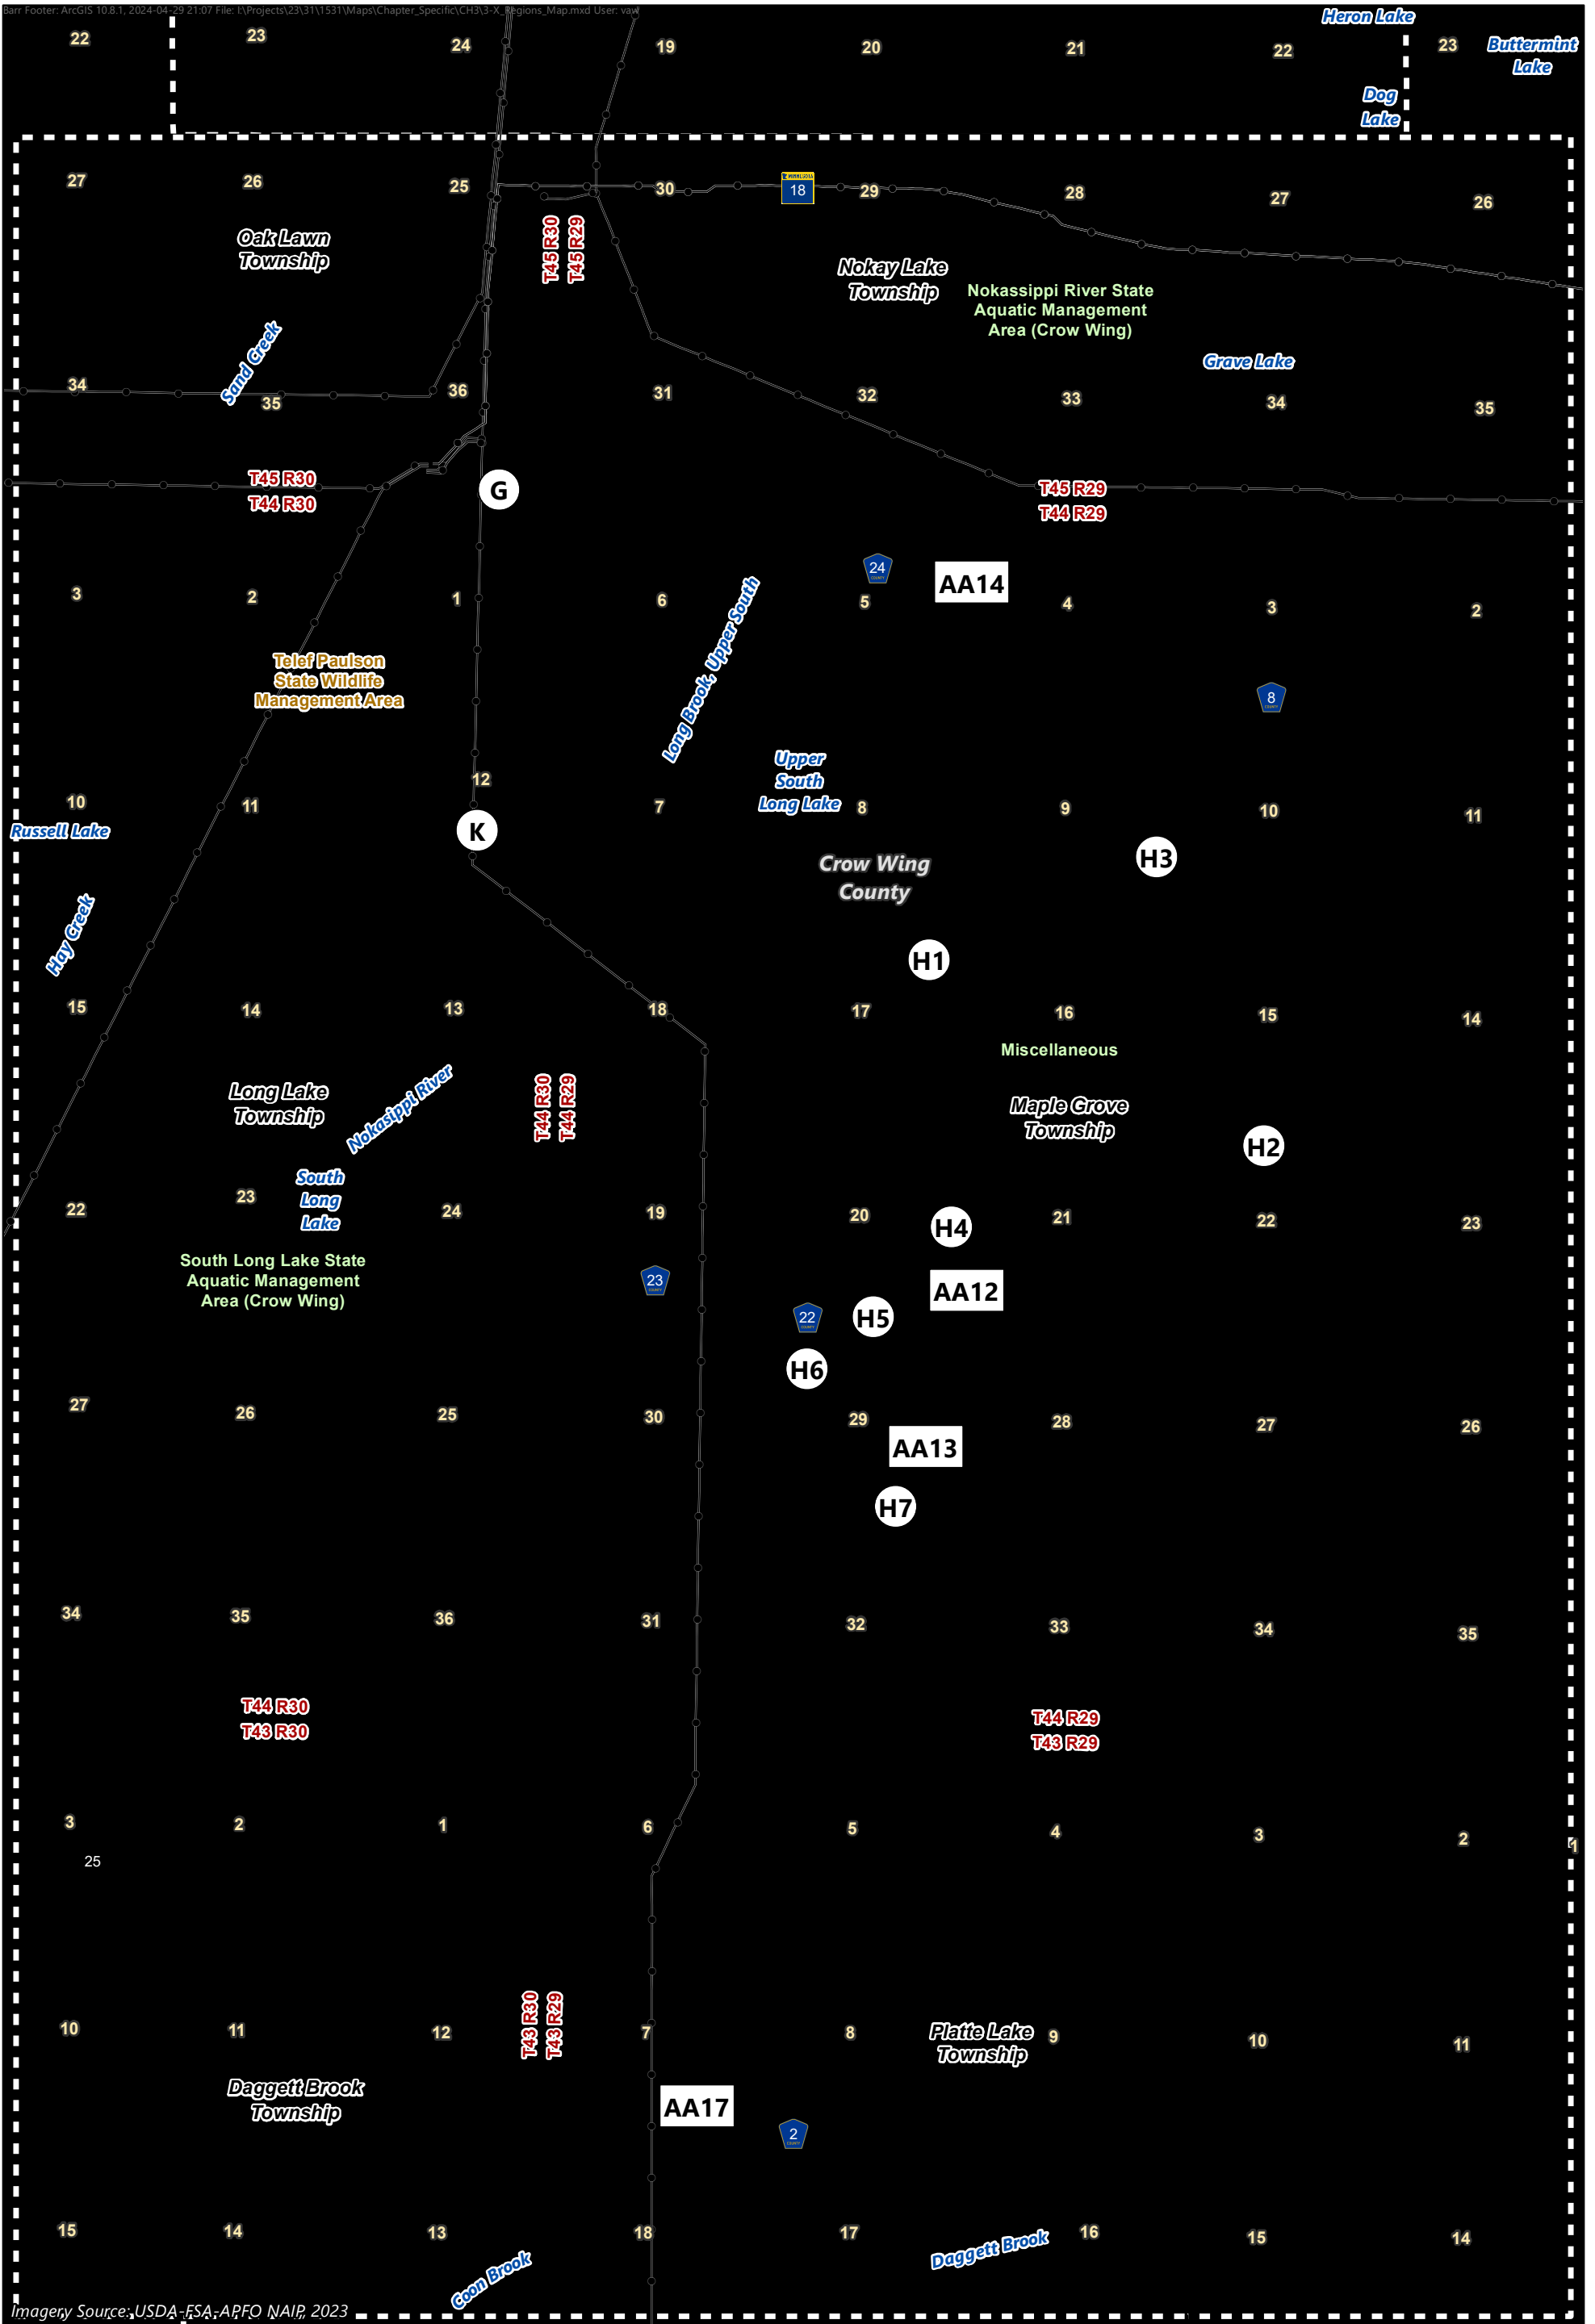 Barr Footer: ArcGIS 10.8.1, 2024-04-29 21:07 File: I:\Projects\23\31\1531\Maps\Chapter_Specific\CH3\3-X_Regions_Map.mxd User: vaw
Heron Lake
22 23 24 19 20 21 22 23
Buttermint
Lake
Dog
Lake
27 26 25 30 29 28 27 26
MINNESOTA
18
T45 R30
T45 R29
Oak Lawn
Township
Nokay Lake
Township
Nokassippi River State
Aquatic Management
Area (Crow Wing)
Sand Creek
Grave Lake
34 35 36 31 32 33 34 35
T45 R30
T44 R30
G
T45 R29
T44 R29
24
COUNTY
AA14
3 2 1 6 5 4 3 2
Long Brook, Upper South
Telef Paulson
State Wildlife
Management Area
8
COUNTY
Upper
South
Long Lake
10 11 12 7 8 9 10 11
Russell Lake
K
H3
Crow Wing
County
Hay Creek
H1
15 14 13 18 17 16 15 14
Miscellaneous
Long Lake
Township
Nokasippi River
T44 R30
T44 R29
Maple Grove
Township
H2
South
Long
Lake
22 23 24 19 20 21 22 23
H4
South Long Lake State
Aquatic Management
Area (Crow Wing)
23
COUNTY
AA12
22
COUNTY
H5
H6
27 26 25 30 29 28 27 26
AA13
H7
34 35 36 31 32 33 34 35
T44 R30
T43 R30
T44 R29
T43 R29
3 2 1 6 5 4 3 2 1
25
T43 R30
T43 R29
10 11 12 7 8 9 10 11
Platte Lake
Township
Daggett Brook
Township
AA17
2
COUNTY
15 14 13 18 17 16 15 14
Daggett Brook
Coon Brook
Imagery Source: USDA-FSA-APFO NAIP, 2023